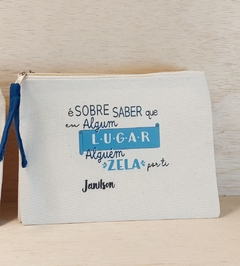 é SOBRE SABER que
em Algum
LUGAR
Alguém
ZELA por ti
Janilson